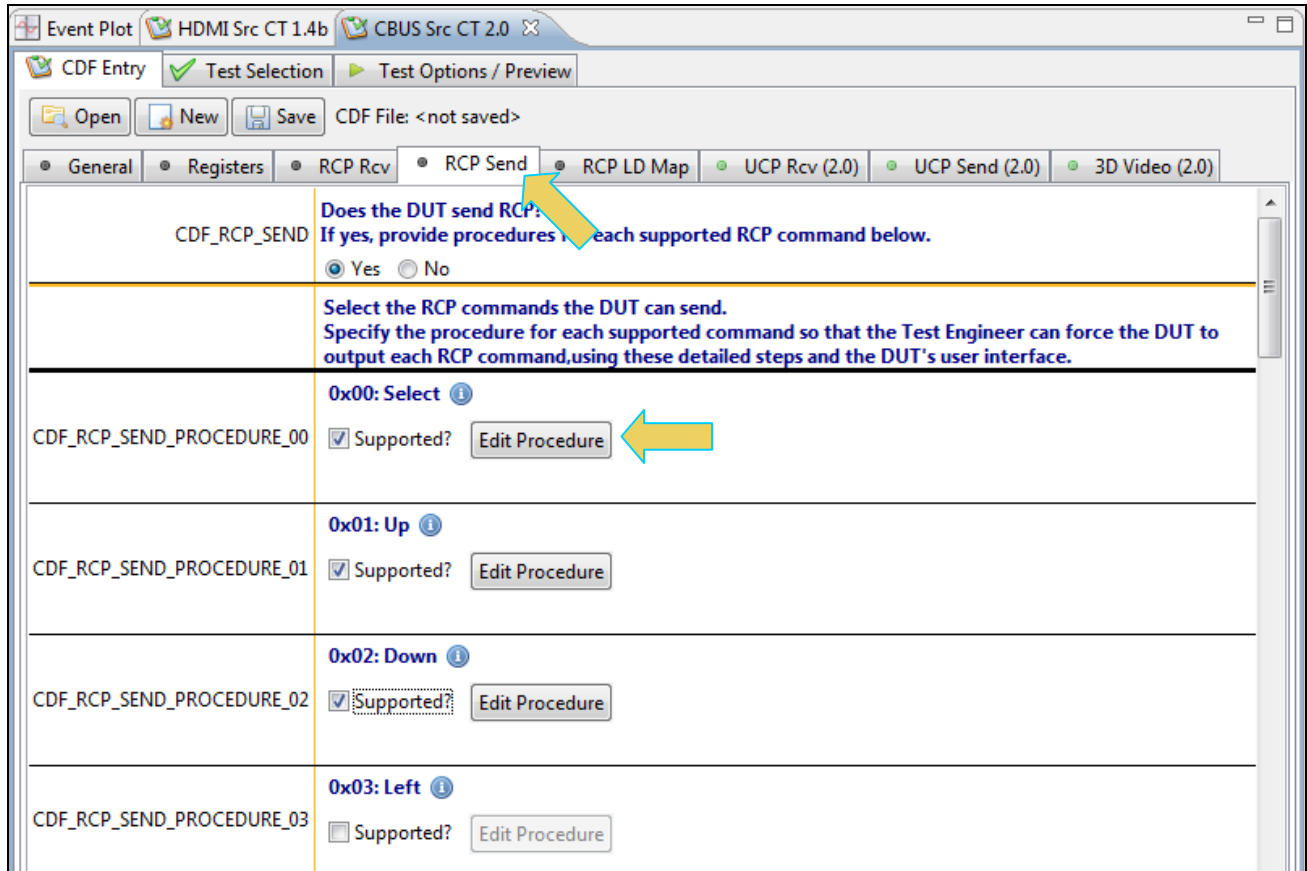 Event Plot HDMI Src CT 1.4b CBUS Src CT 2.0
CDF Entry Test Selection Test Options / Preview
Open New Save CDF File: <not saved>
General Registers RCP Rcv RCP Send RCP LD Map UCP Rcv (2.0) UCP Send (2.0) 3D Video (2.0)
CDF_RCP_SEND
Does the DUT send RCP?
If yes, provide procedures each supported RCP command below.
Yes No
Select the RCP commands the DUT can send.
Specify the procedure for each supported command so that the Test Engineer can force the DUT to
output each RCP command,using these detailed steps and the DUT's user interface.
0x00: Select
CDF_RCP_SEND_PROCEDURE_00 Supported? Edit Procedure
0x01: Up
CDF_RCP_SEND_PROCEDURE_01 Supported? Edit Procedure
0x02: Down
CDF_RCP_SEND_PROCEDURE_02 Supported? Edit Procedure
0x03: Left
CDF_RCP_SEND_PROCEDURE_03 Supported? Edit Procedure